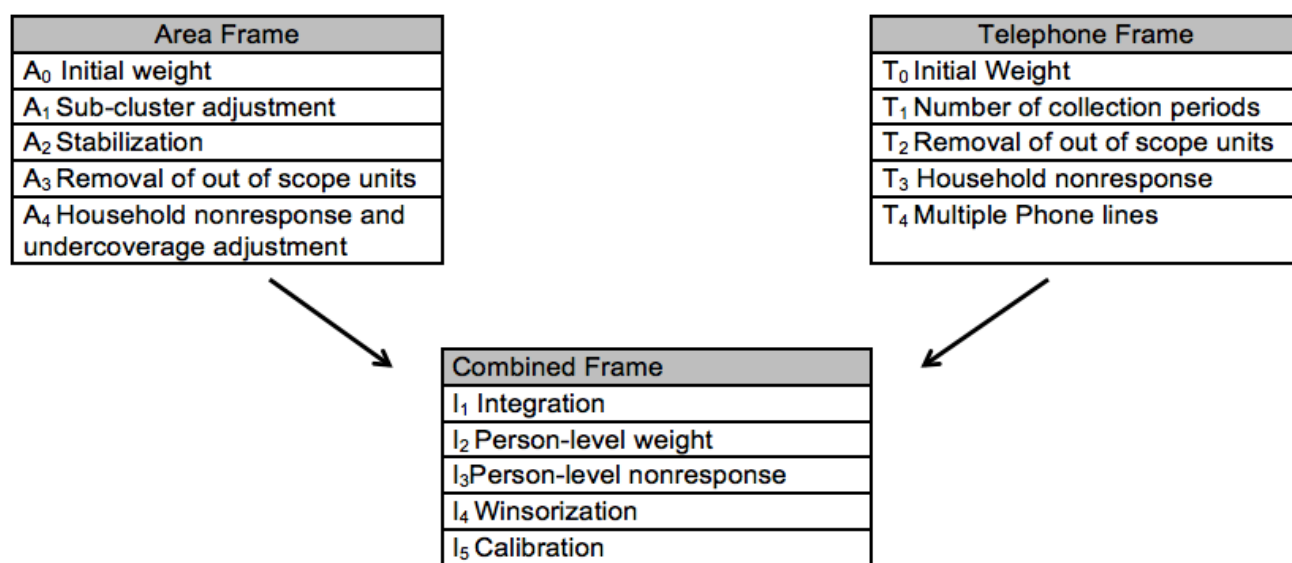 Area Frame
A₀ Initial weight
A₁ Sub-cluster adjustment
A₂ Stabilization
A₃ Removal of out of scope units
A₄ Household nonresponse and
undercoverage adjustment
Telephone Frame
T₀ Initial Weight
T₁ Number of collection periods
T₂ Removal of out of scope units
T₃ Household nonresponse
T₄ Multiple Phone lines
Combined Frame
I₁ Integration
I₂ Person-level weight
I₃Person-level nonresponse
I₄ Winsorization
I₅ Calibration